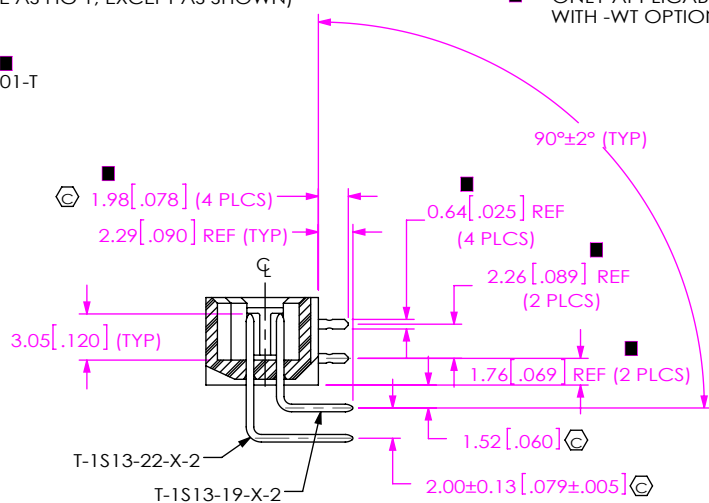 E AS FIG 1, EXCEPT AS SHOWN)
WITH -WT OPTION
01-T
90°±2° (TYP)
C 1.98[.078] (4 PLCS)
0.64[.025] REF
(4 PLCS)
2.29[.090] REF (TYP)
CL
2.26[.089] REF
(2 PLCS)
3.05[.120] (TYP)
1.76[.069] REF (2 PLCS)
1.52[.060] C
T-1S13-22-X-2
2.00±0.13[.079±.005] C
T-1S13-19-X-2